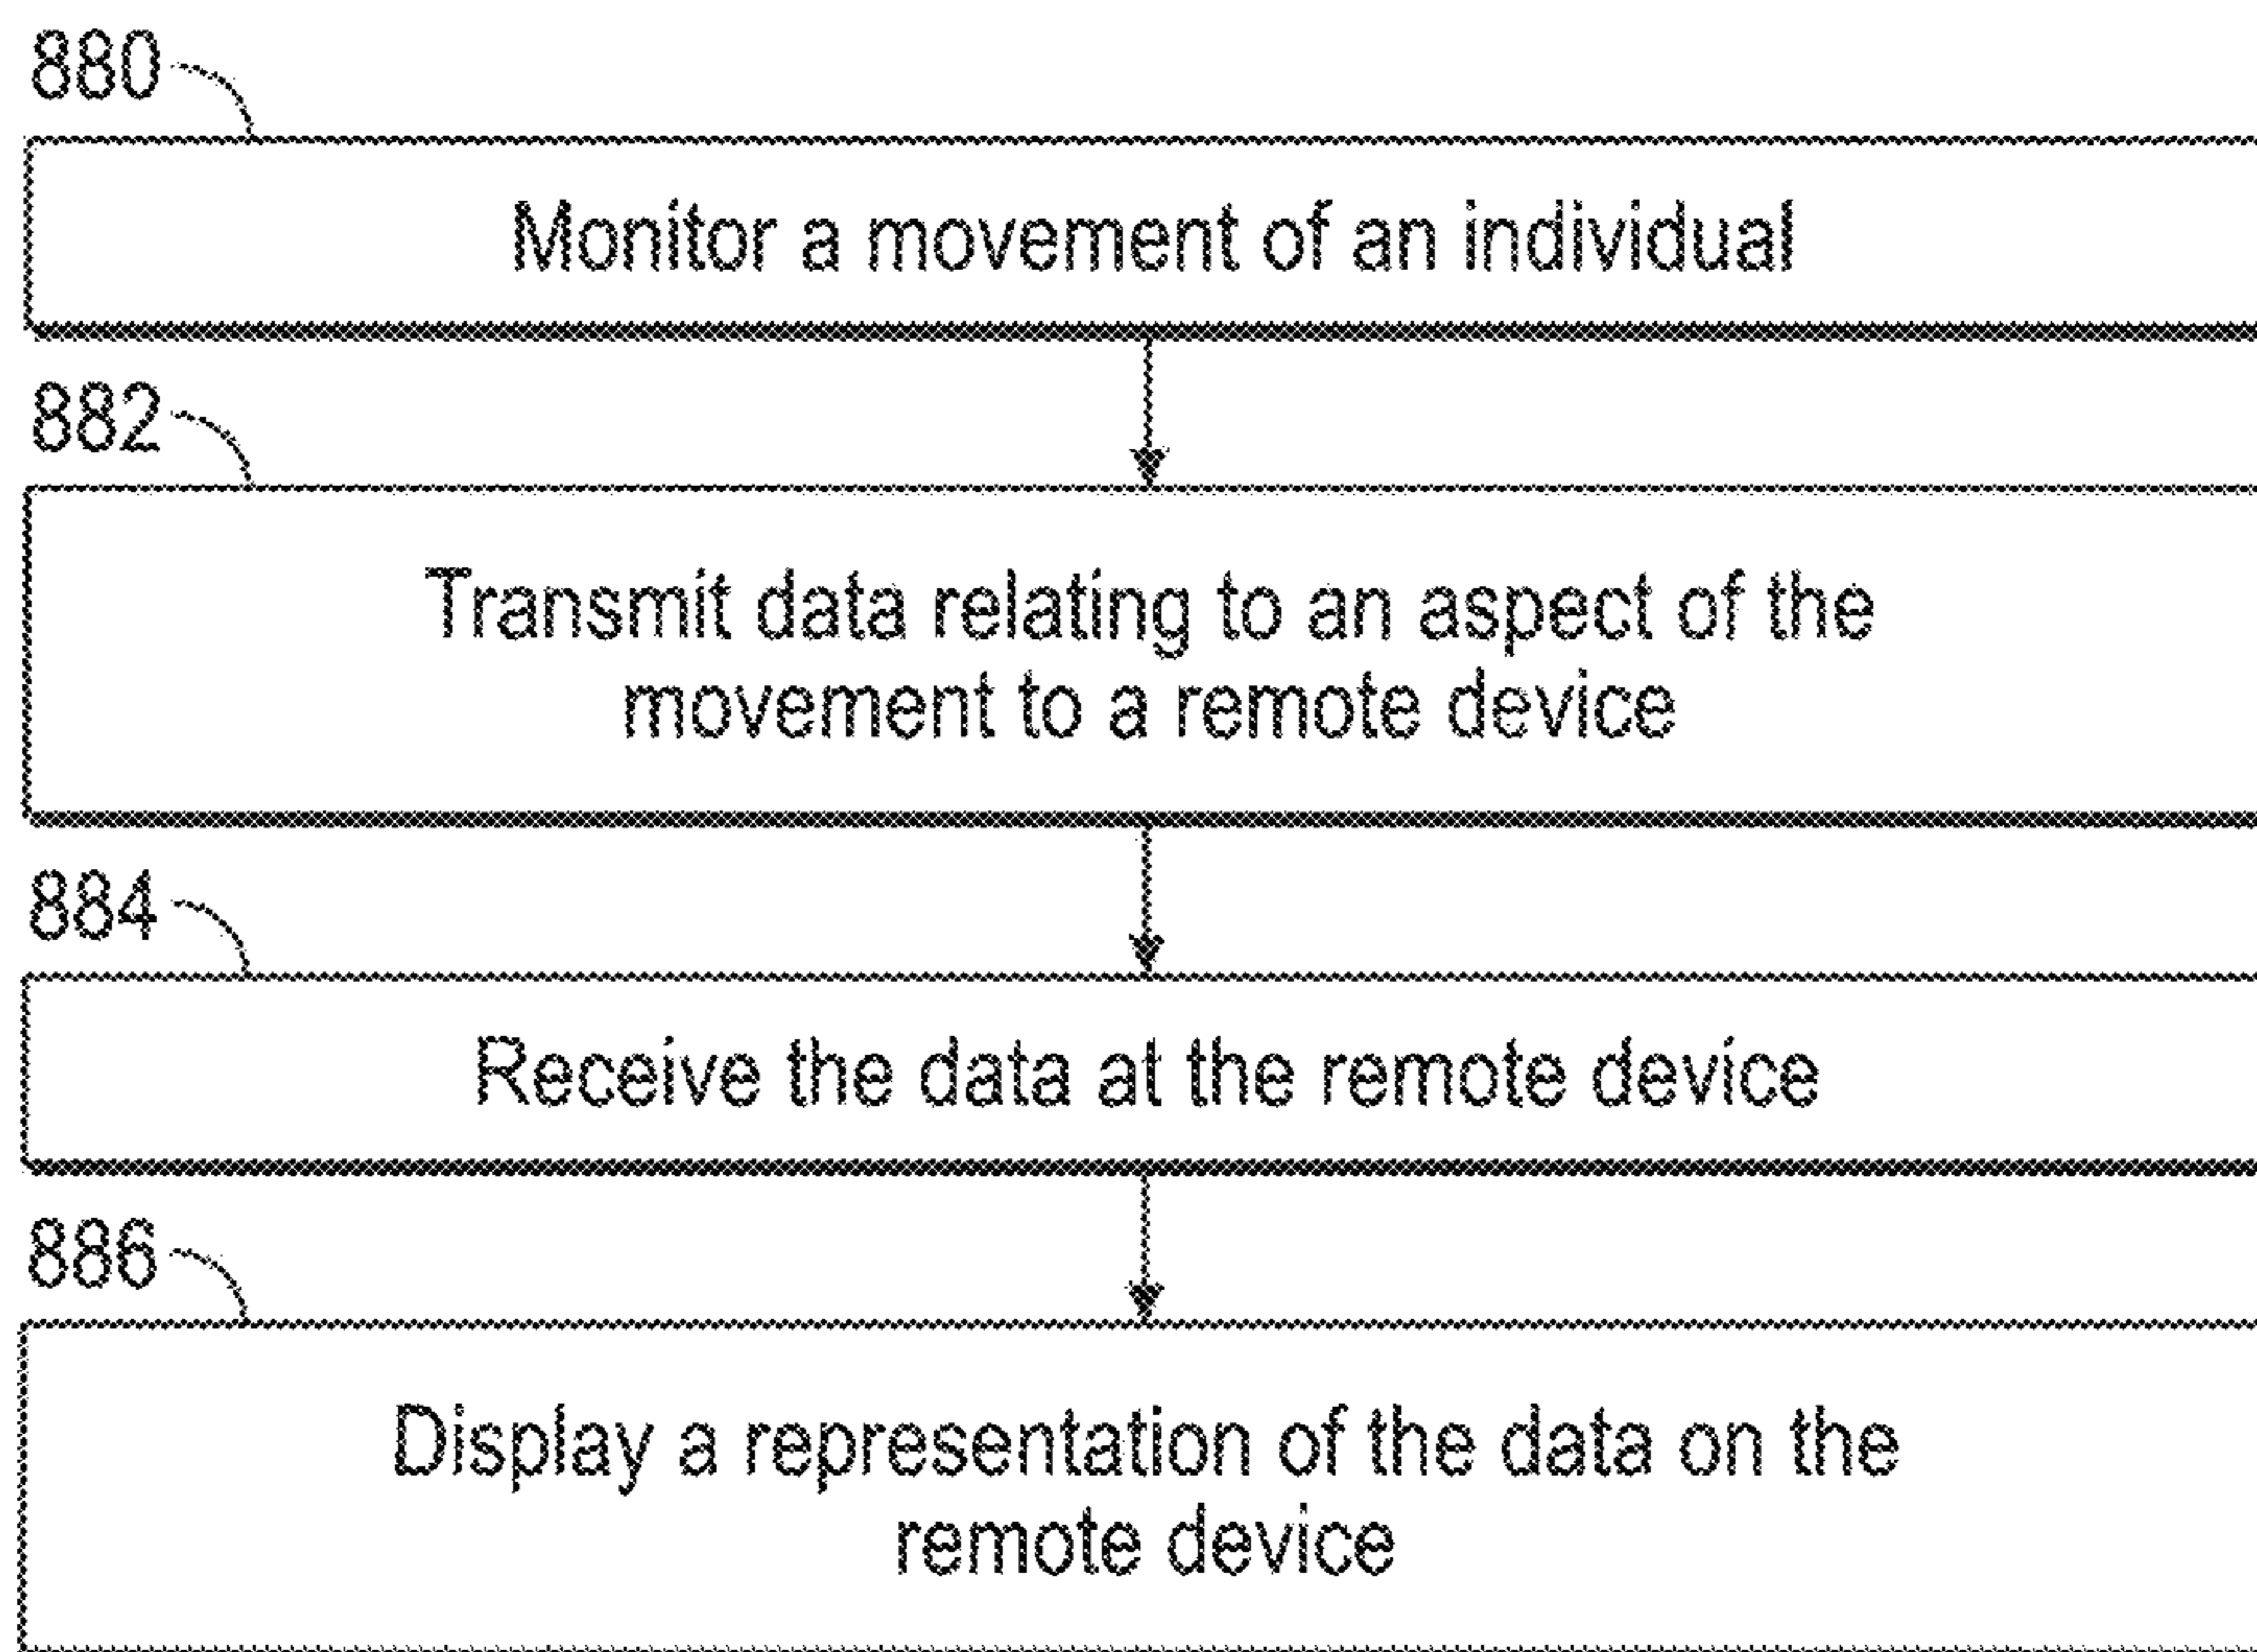 880
Monitor a movement of an individual
882
Transmit data relating to an aspect of the
movement to a remote device
884
Receive the data at the remote device
886
Display a representation of the data on the
remote device